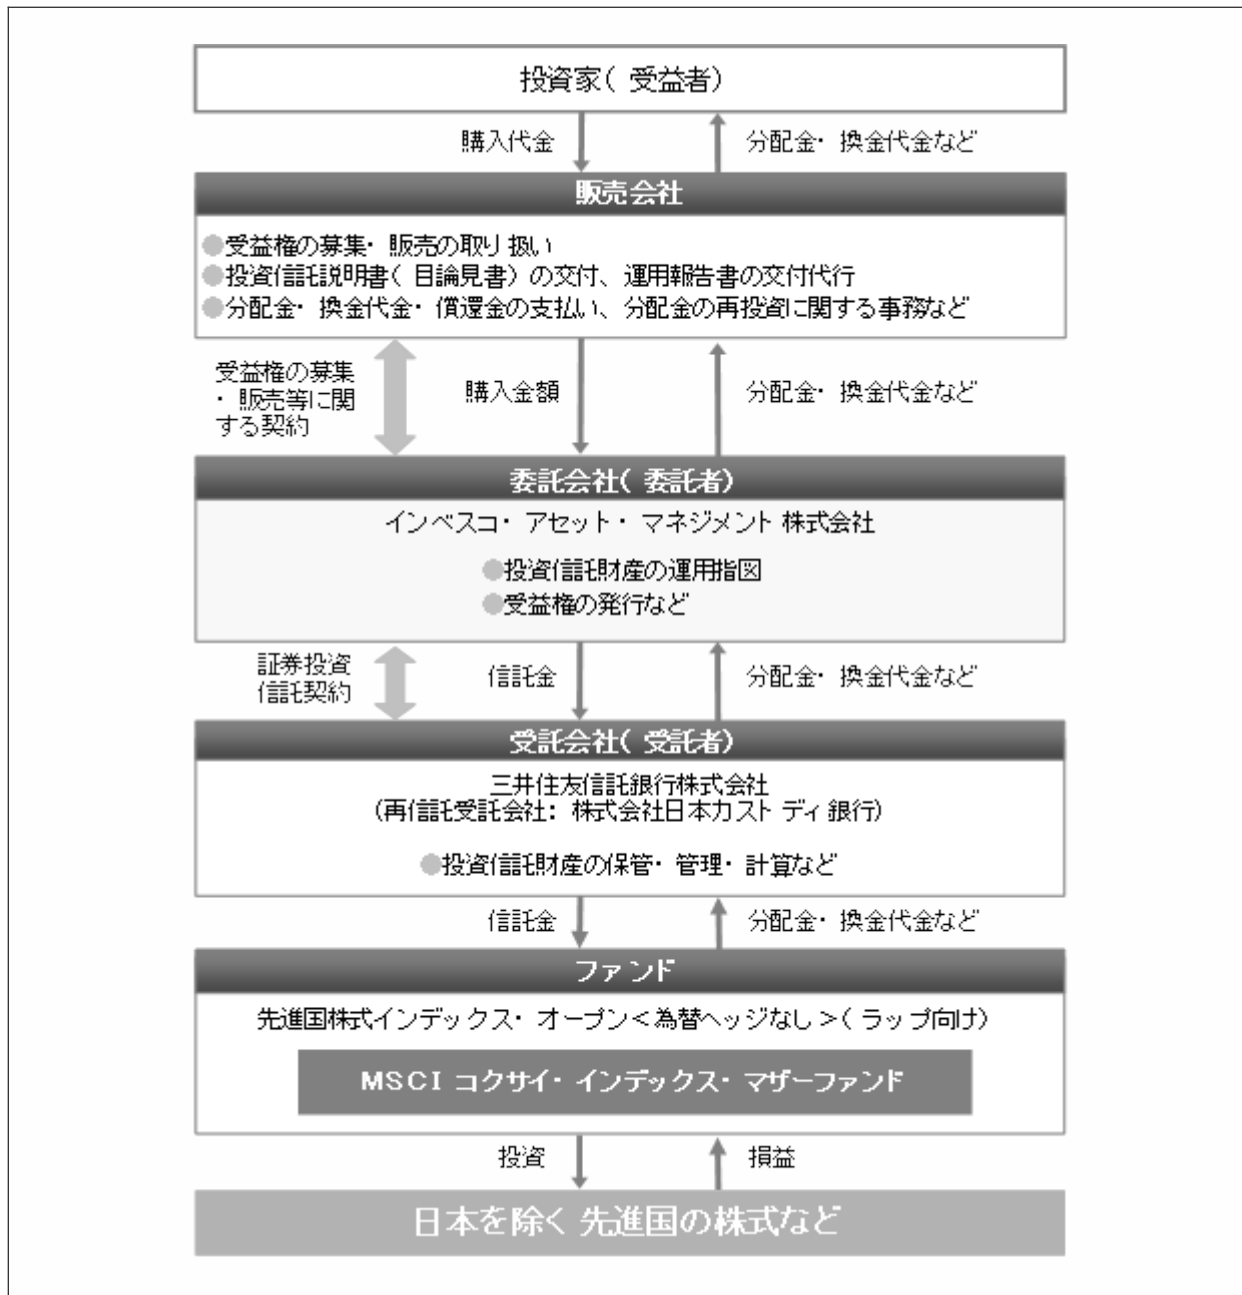 投資家(受益者)
購入代金
分配金・換金代金など
販売会社
●受益権の募集・販売の取り扱い
●投資信託説明書(目論見書)の交付、運用報告書の交付代行
●分配金・換金代金・償還金の支払い、分配金の再投資に関する事務など
受益権の募集
・販売等に関
する契約
購入金額
分配金・換金代金など
委託会社(委託者)
インベスコ・アセット・マネジメント株式会社
●投資信託財産の運用指図
●受益権の発行など
証券投資
信託契約
信託金
分配金・換金代金など
受託会社(受託者)
三井住友信託銀行株式会社
(再信託受託会社:株式会社日本カストディ銀行)
●投資信託財産の保管・管理・計算など
信託金
分配金・換金代金など
ファンド
先進国株式インデックス・オープン<為替ヘッジなし>(ラップ向け)
MSCI コクサイ・インデックス・マザーファンド
投資
損益
日本を除く先進国の株式など